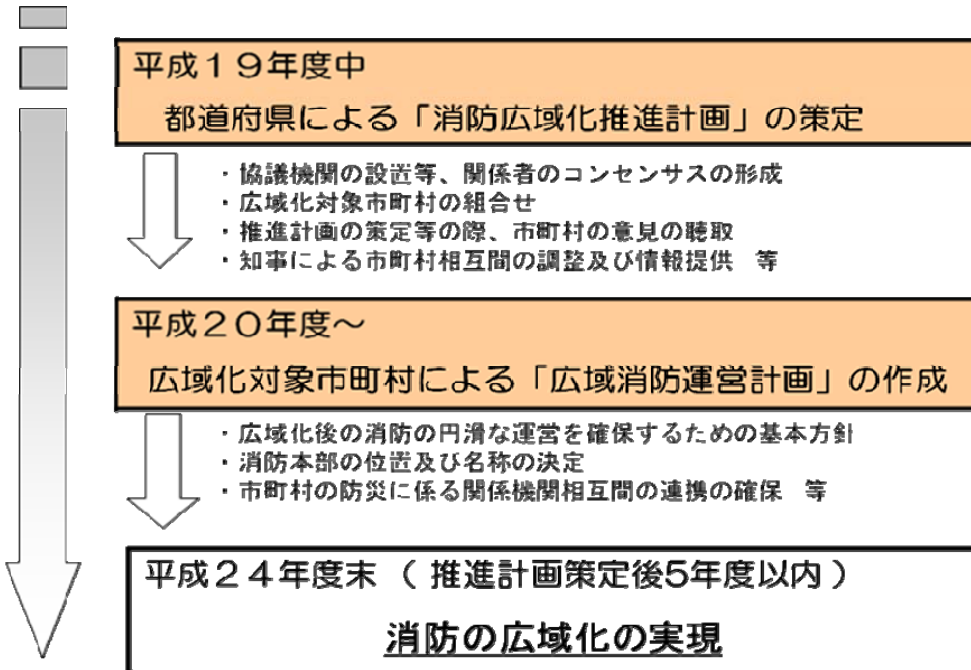 平成１９年度中
都道府県による「消防広域化推進計画」の策定
・協議機関の設置等、関係者のコンセンサスの形成
・広域化対象市町村の組合せ
・推進計画の策定等の際、市町村の意見の聴取
・知事による市町村相互間の調整及び情報提供　等
平成２０年度～
広域化対象市町村による「広域消防運営計画」の作成
・広域化後の消防の円滑な運営を確保するための基本方針
・消防本部の位置及び名称の決定
・市町村の防災に係る関係機関相互間の連携の確保　等
平成２４年度末（推進計画策定後5年度以内）
消防の広域化の実現